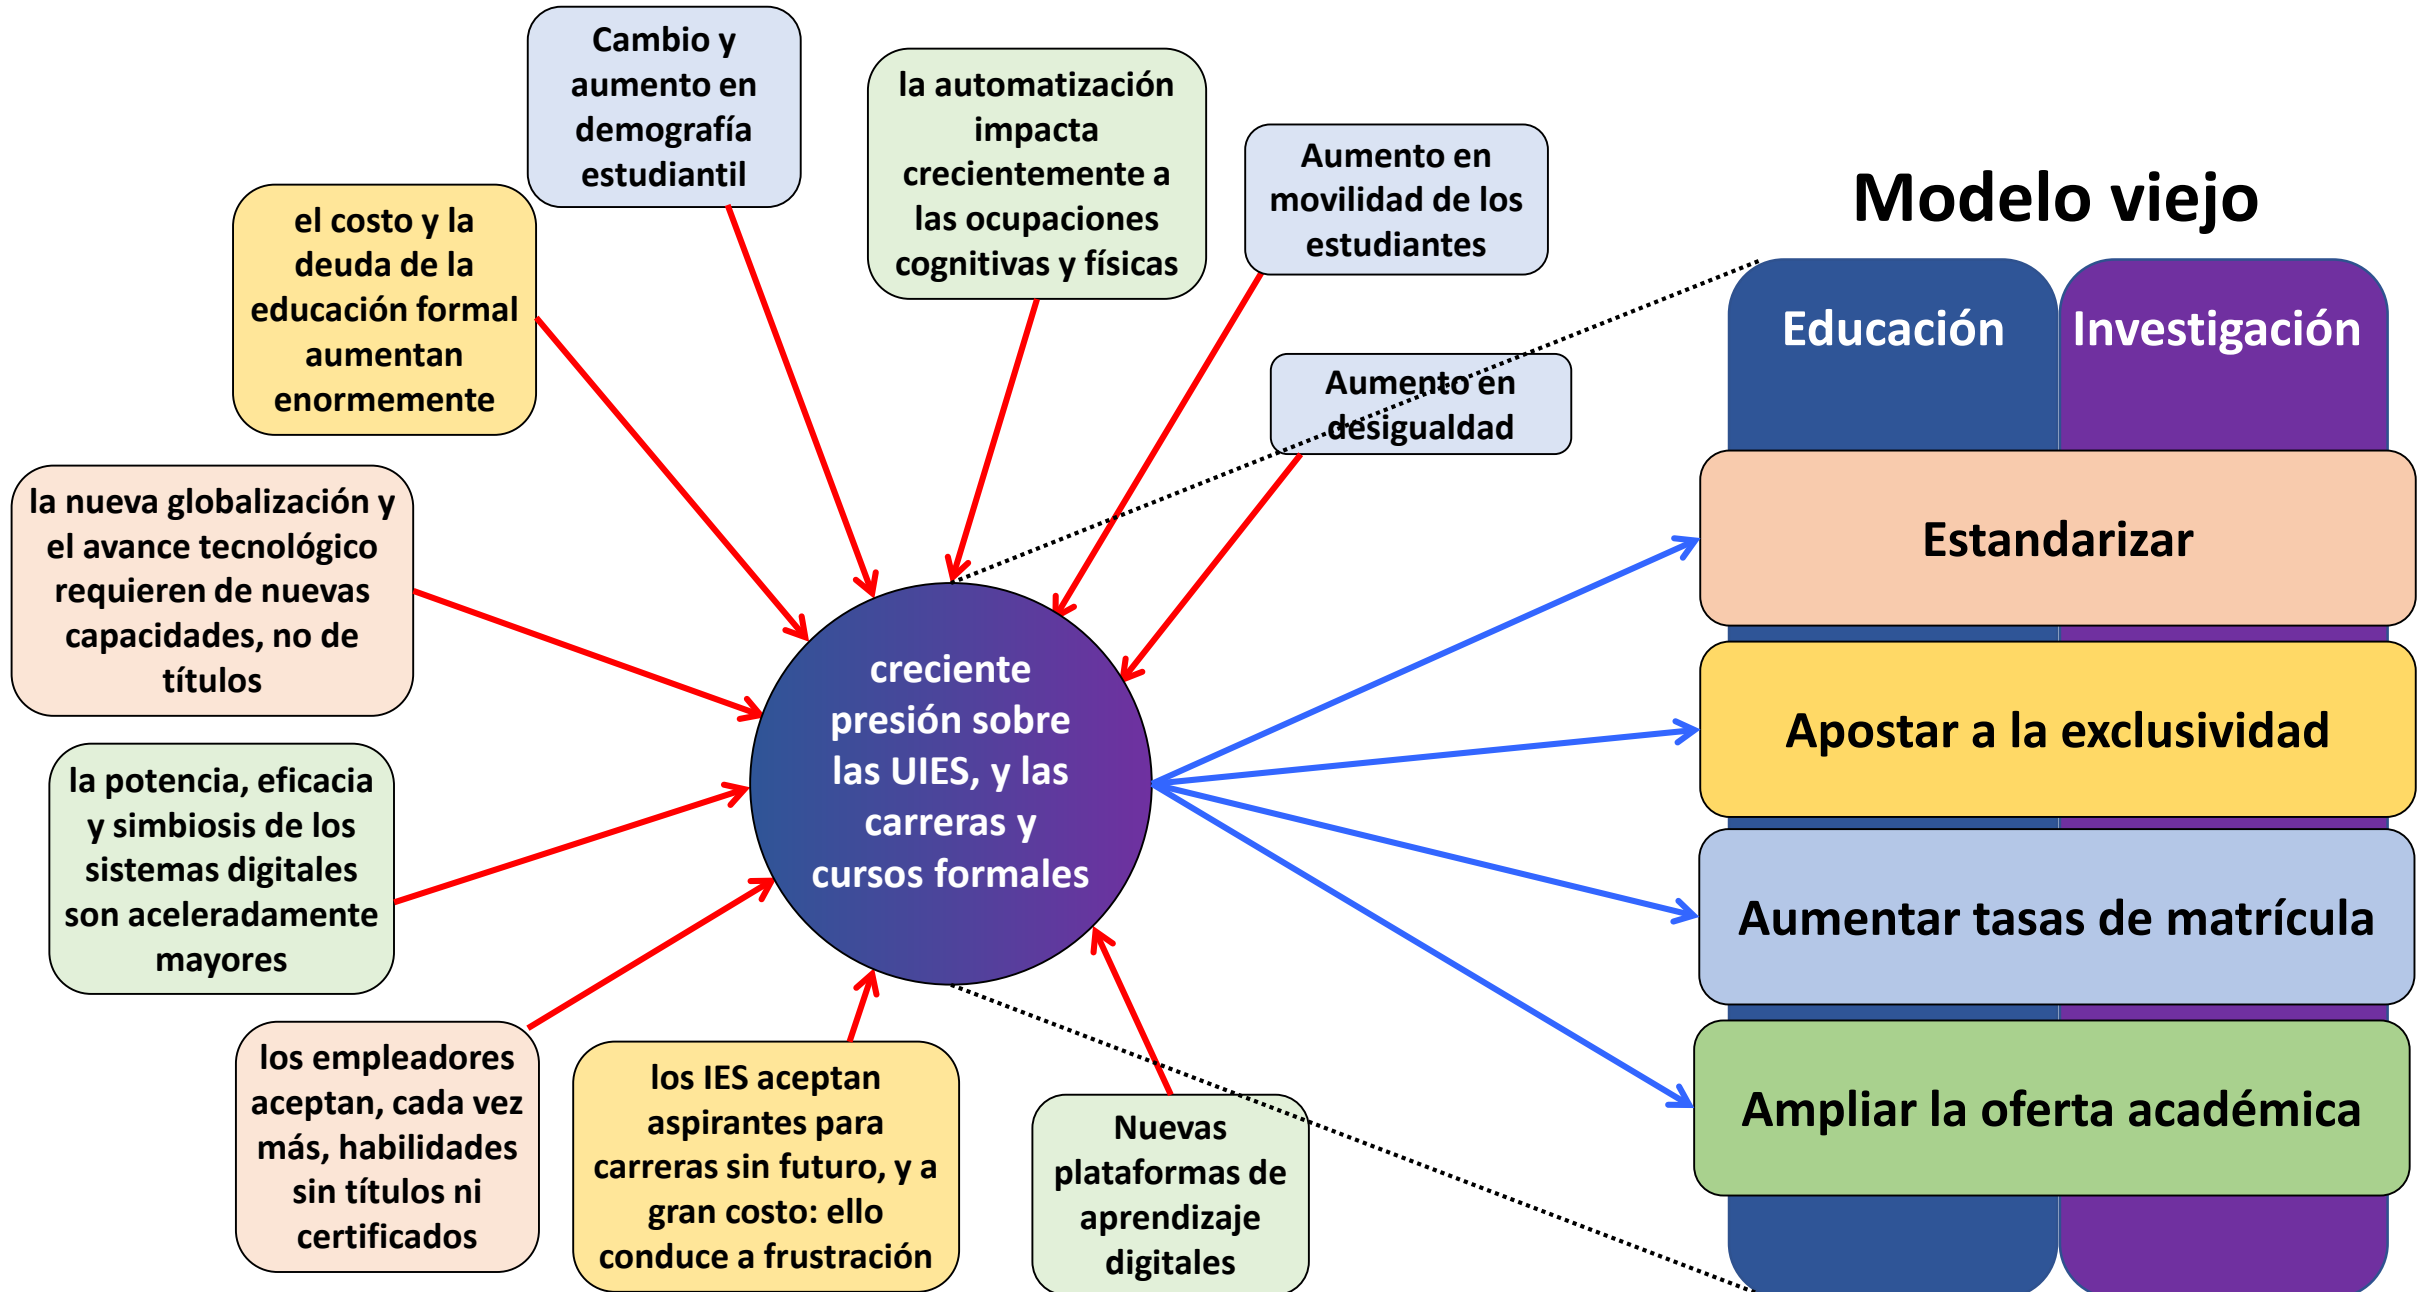 Cambio y
aumento en
demografía
estudiantil
la automatización
impacta
crecientemente a
las ocupaciones
cognitivas y físicas
Aumento en
movilidad de los
estudiantes
Aumento en
desigualdad
el costo y la
deuda de la
educación formal
aumentan
enormemente
la nueva globalización y
el avance tecnológico
requieren de nuevas
capacidades, no de
títulos
la potencia, eficacia
y simbiosis de los
sistemas digitales
son aceleradamente
mayores
los empleadores
aceptan, cada vez
más, habilidades
sin títulos ni
certificados
los IES aceptan
aspirantes para
carreras sin futuro, y a
gran costo: ello
conduce a frustración
Nuevas
plataformas de
aprendizaje
digitales
creciente
presión sobre
las UIES, y las
carreras y
cursos formales
Modelo viejo
Educación
Investigación
Estandarizar
Apostar a la exclusividad
Aumentar tasas de matrícula
Ampliar la oferta académica